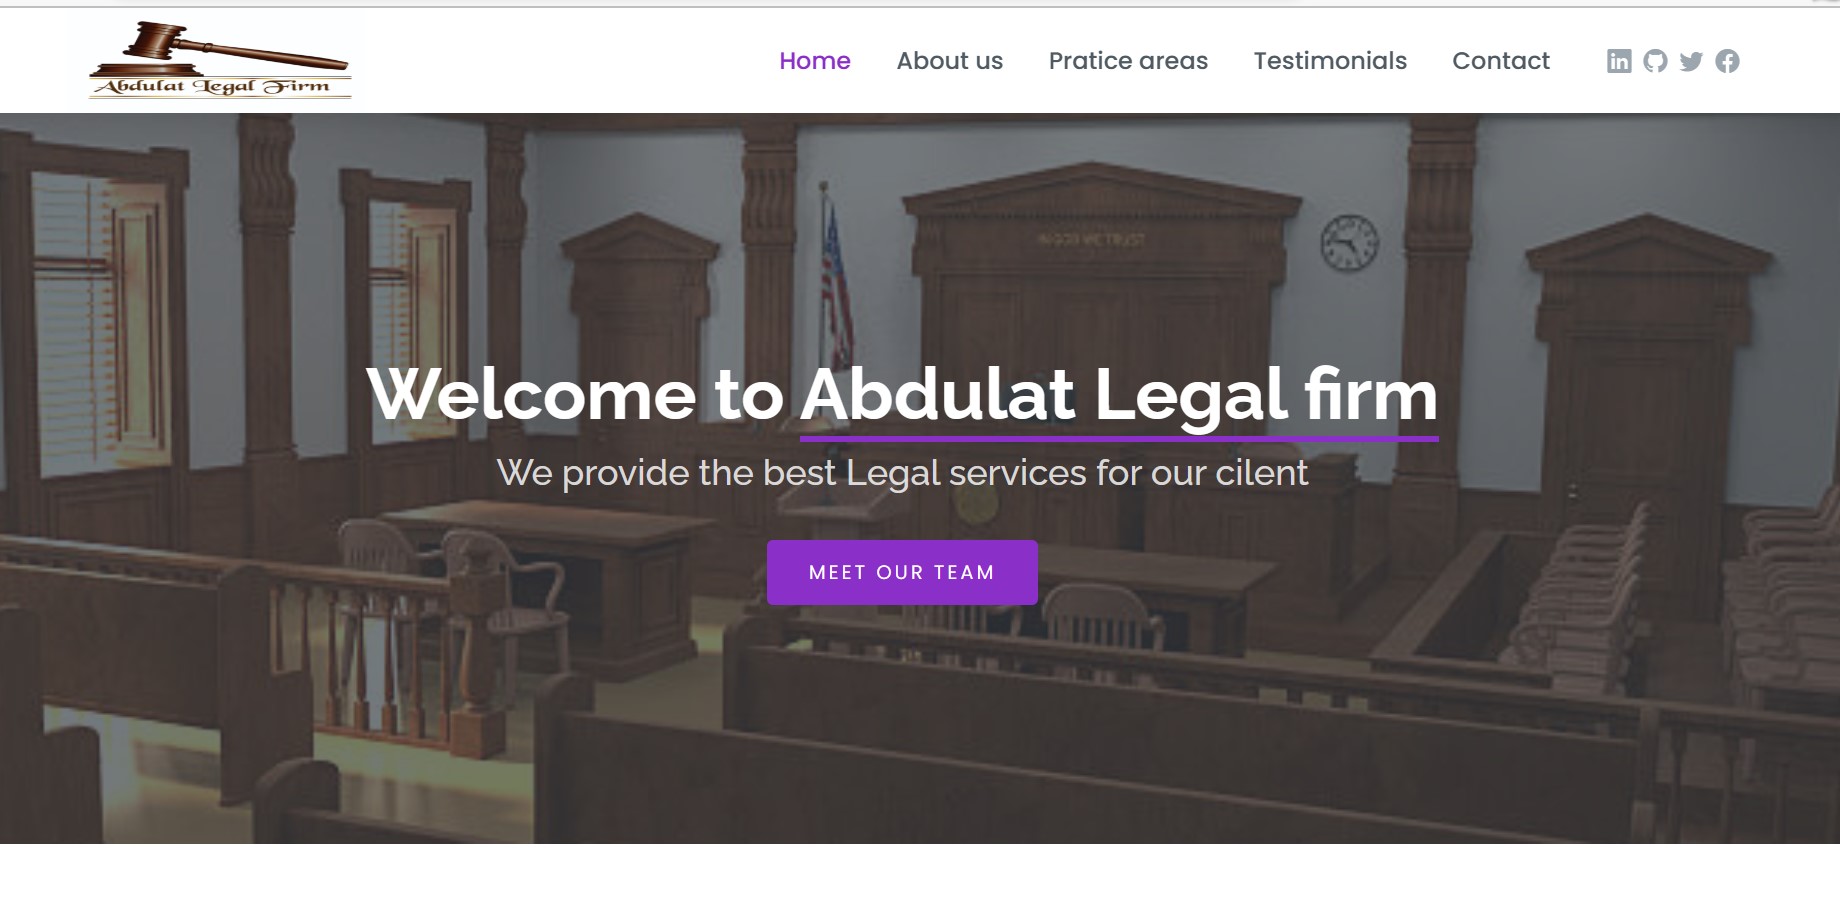 Abdulat Legal Firm
Home About us Pratice areas Testimonials Contact
IN GOD WE TRUST
Welcome to Abdulat Legal firm
We provide the best Legal services for our cilent
MEET OUR TEAM